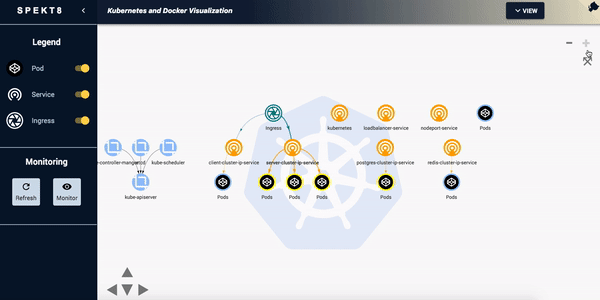 SPEKT8
Kubernetes and Docker Visualization
VIEW
Legend
Pod
Service
Ingress
Monitoring
Refresh
Monitor
Ingress
kubernetes
loadbalancer-service
nodeport-service
Pods
kube-scheduler
client-cluster-ip-service
server-cluster-ip-service
postgres-cluster-ip-service
redis-cluster-ip-service
kube-apiserver
Pods
Pods
Pods
Pods
Pods
Pods